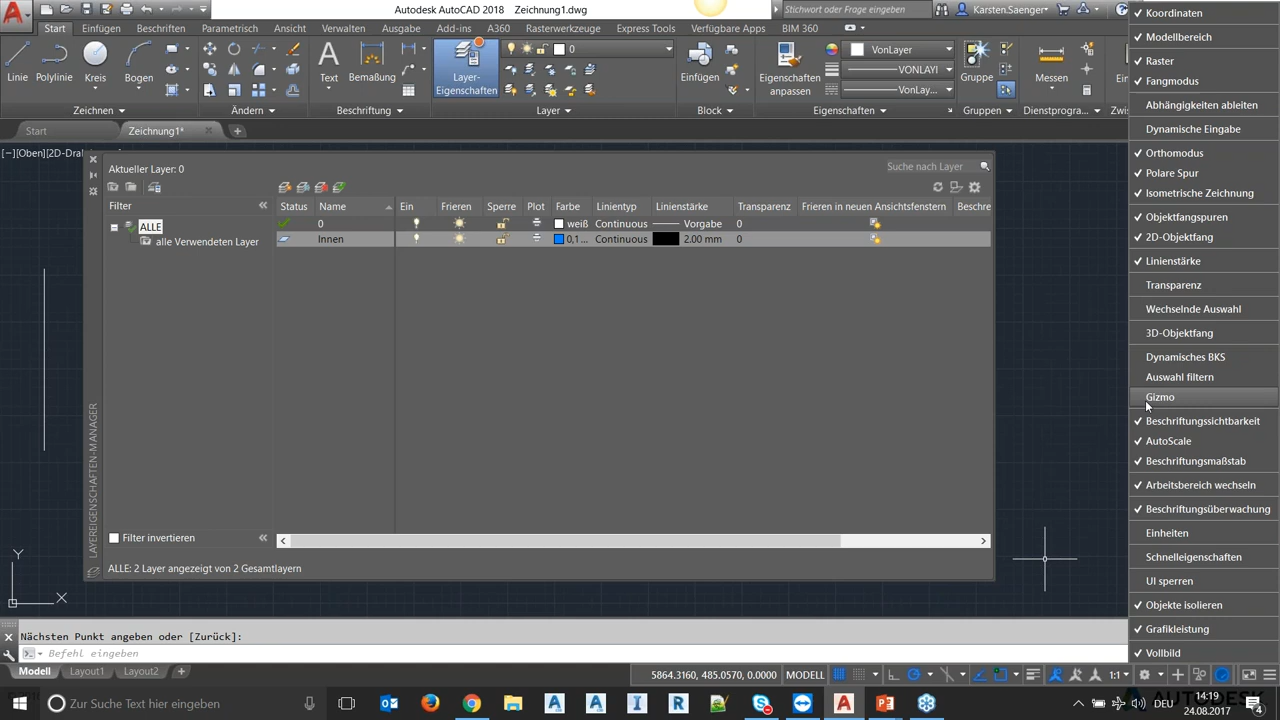 Autodesk AutoCAD 2018 Zeichnung1.dwg
Stichwort oder Frage eingeben
Karsten.Saenger
Start Einfügen Beschriften Parametrisch Ansicht Verwalten Ausgabe Add-ins A360 Rasterwerkzeuge Express Tools Verfügbare Apps BIM 360
Linie Polylinie Kreis Bogen Text Bemaßung Layer-Eigenschaften 0 Einfügen Eigenschaften anpassen VonLayer VONLAYI VonLay... Gruppe Messen
Zeichnen Ändern Beschriftung Layer Block Eigenschaften Gruppen Dienstprogra...
Start Zeichnung1*
[−][Oben][2D-Dra
Aktueller Layer: 0
Suche nach Layer
Filter
ALLE
alle Verwendeten Layer
Status Name Ein Frieren Sperre Plot Farbe Linientyp Linienstärke Transparenz Frieren in neuen Ansichtsfenstern Beschre
0 weiß Continuous Vorgabe 0
Innen 0,1... Continuous 2.00 mm 0
Filter invertieren
ALLE: 2 Layer angezeigt von 2 Gesamtlayern
LAYEREIGENSCHAFTEN-MANAGER
Y
X
Nächsten Punkt angeben oder [Zurück]:
Befehl eingeben
Modell Layout1 Layout2
5864.3160, 485.0570, 0.0000 MODELL 1:1
Koordinaten
Modellbereich
Raster
Fangmodus
Abhängigkeiten ableiten
Dynamische Eingabe
Orthomodus
Polare Spur
Isometrische Zeichnung
Objektfangspuren
2D-Objektfang
Linienstärke
Transparenz
Wechselnde Auswahl
3D-Objektfang
Dynamisches BKS
Auswahl filtern
Gizmo
Beschriftungssichtbarkeit
AutoScale
Beschriftungsmaßstab
Arbeitsbereich wechseln
Beschriftungsüberwachung
Einheiten
Schnelleigenschaften
UI sperren
Objekte isolieren
Grafikleistung
Vollbild
Zur Suche Text hier eingeben
DEU
14:19
24.08.2017
4